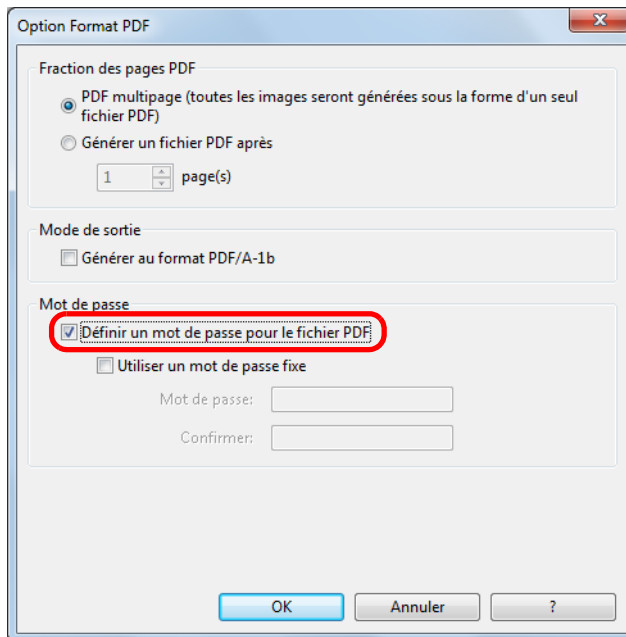 Option Format PDF
Fraction des pages PDF
PDF multipage (toutes les images seront générées sous la forme d'un seul
fichier PDF)
Générer un fichier PDF après
1 page(s)
Mode de sortie
Générer au format PDF/A-1b
Mot de passe
Définir un mot de passe pour le fichier PDF
Utiliser un mot de passe fixe
Mot de passe:
Confirmer:
OK Annuler ?